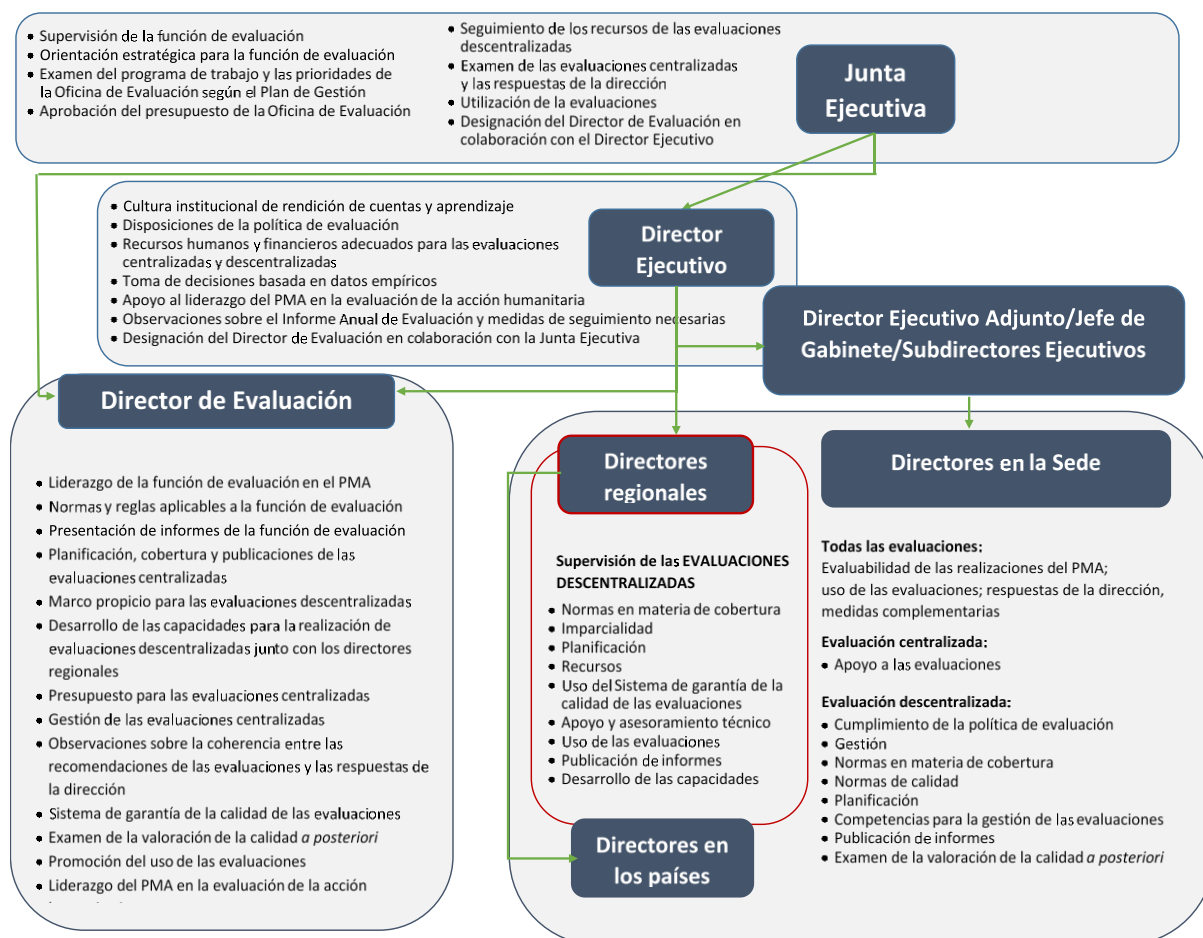 • Supervisión de la función de evaluación
• Orientación estratégica para la función de evaluación
• Examen del programa de trabajo y las prioridades de
la Oficina de Evaluación según el Plan de Gestión
• Aprobación del presupuesto de la Oficina de Evaluación
• Seguimiento de los recursos de las evaluaciones
descentralizadas
• Examen de las evaluaciones centralizadas
y las respuestas de la dirección
• Utilización de la evaluaciones
• Designación del Director de Evaluación en
colaboración con el Director Ejecutivo
Junta
Ejecutiva
• Cultura institucional de rendición de cuentas y aprendizaje
• Disposiciones de la política de evaluación
• Recursos humanos y financieros adecuados para las evaluaciones
centralizadas y descentralizadas
• Toma de decisiones basada en datos empíricos
• Apoyo al liderazgo del PMA en la evaluación de la acción humanitaria
• Observaciones sobre el Informe Anual de Evaluación y medidas de seguimiento necesarias
• Designación del Director de Evaluación en colaboración con la Junta Ejecutiva
Director
Ejecutivo
Director Ejecutivo Adjunto/Jefe de
Gabinete/Subdirectores Ejecutivos
Director de Evaluación
• Liderazgo de la función de evaluación en el PMA
• Normas y reglas aplicables a la función de evaluación
• Presentación de informes de la función de evaluación
• Planificación, cobertura y publicaciones de las
evaluaciones centralizadas
• Marco propicio para las evaluaciones descentralizadas
• Desarrollo de las capacidades para la realización de
evaluaciones descentralizadas junto con los directores
regionales
• Presupuesto para las evaluaciones centralizadas
• Gestión de las evaluaciones centralizadas
• Observaciones sobre la coherencia entre las
recomendaciones de las evaluaciones y las respuestas de
la dirección
• Sistema de garantía de la calidad de las evaluaciones
• Examen de la valoración de la calidad a posteriori
• Promoción del uso de las evaluaciones
• Liderazgo del PMA en la evaluación de la acción
Directores
regionales
Supervisión de las EVALUACIONES
DESCENTRALIZADAS
• Normas en materia de cobertura
• Imparcialidad
• Planificación
• Recursos
• Uso del Sistema de garantía de la
calidad de las evaluaciones
• Apoyo y asesoramiento técnico
• Uso de las evaluaciones
• Publicación de informes
• Desarrollo de las capacidades
Directores en
los países
Directores en la Sede
Todas las evaluaciones:
Evaluabilidad de las realizaciones del PMA;
uso de las evaluaciones; respuestas de la dirección,
medidas complementarias
Evaluación centralizada:
• Apoyo a las evaluaciones
Evaluación descentralizada:
• Cumplimiento de la política de evaluación
• Gestión
• Normas en materia de cobertura
• Normas de calidad
• Planificación
• Competencias para la gestión de las evaluaciones
• Publicación de informes
• Examen de la valoración de la calidad a posteriori